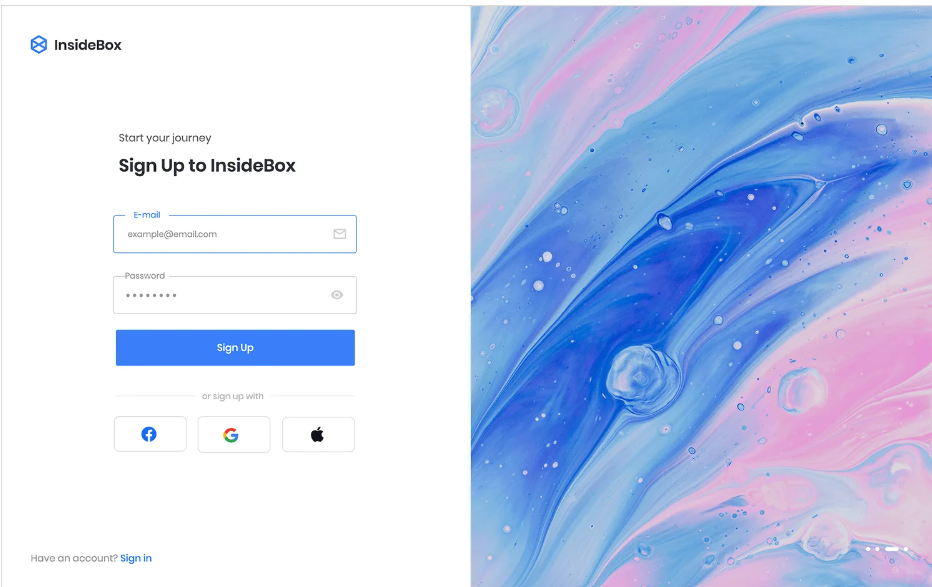 InsideBox
Start your journey
Sign Up to InsideBox
E-mail
example@email.com
Password
Sign Up
or sign up with
Have an account? Sign in